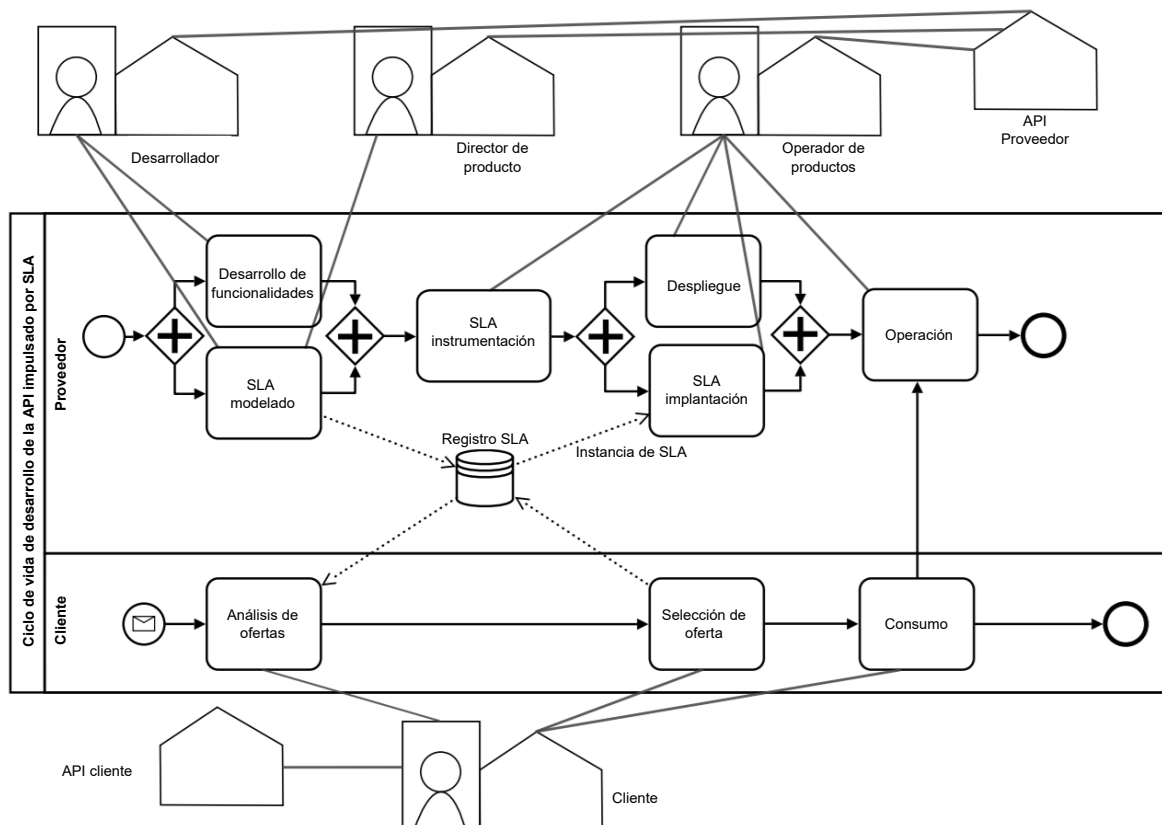 Desarrollador
Director de
producto
Operador de
productos
API
Proveedor
Ciclo de vida de desarrollo de la API impulsado por SLA
Proveedor
Desarrollo de
funcionalidades
SLA
modelado
SLA
instrumentación
Despliegue
SLA
implantación
Operación
Registro SLA
Instancia de SLA
Cliente
Análisis de
ofertas
Selección de
oferta
Consumo
API cliente
Cliente